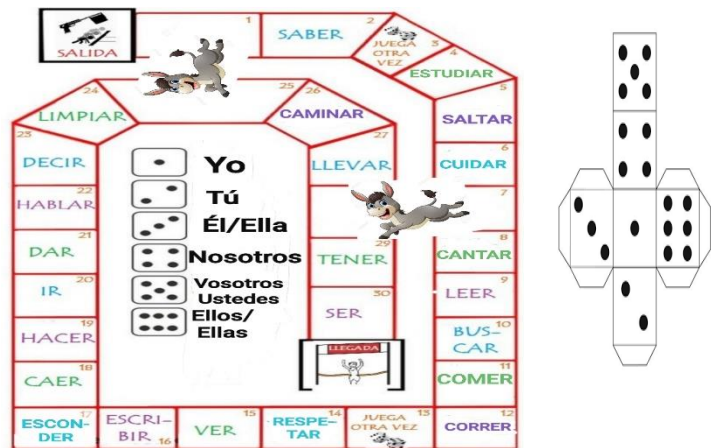 SALIDA
1
2
SABER
3
JUEGA
OTRA
VEZ
4
ESTUDIAR
5
SALTAR
6
CUIDAR
7
8
CANTAR
9
LEER
10
BUS-
CAR
11
COMER
12
CORRER
13
JUEGA
OTRA VEZ
14
RESPE-
TAR
15
VER
ESCRI-
BIR 16
17
ESCON-
DER
18
CAER
19
HACER
20
IR
21
DAR
22
HABLAR
23
DECIR
24
LIMPIAR
25
26
CAMINAR
27
LLEVAR
29
TENER
30
SER
LLEGADA
Yo
Tú
Él/Ella
Nosotros
Vosotros
Ustedes
Ellos/
Ellas